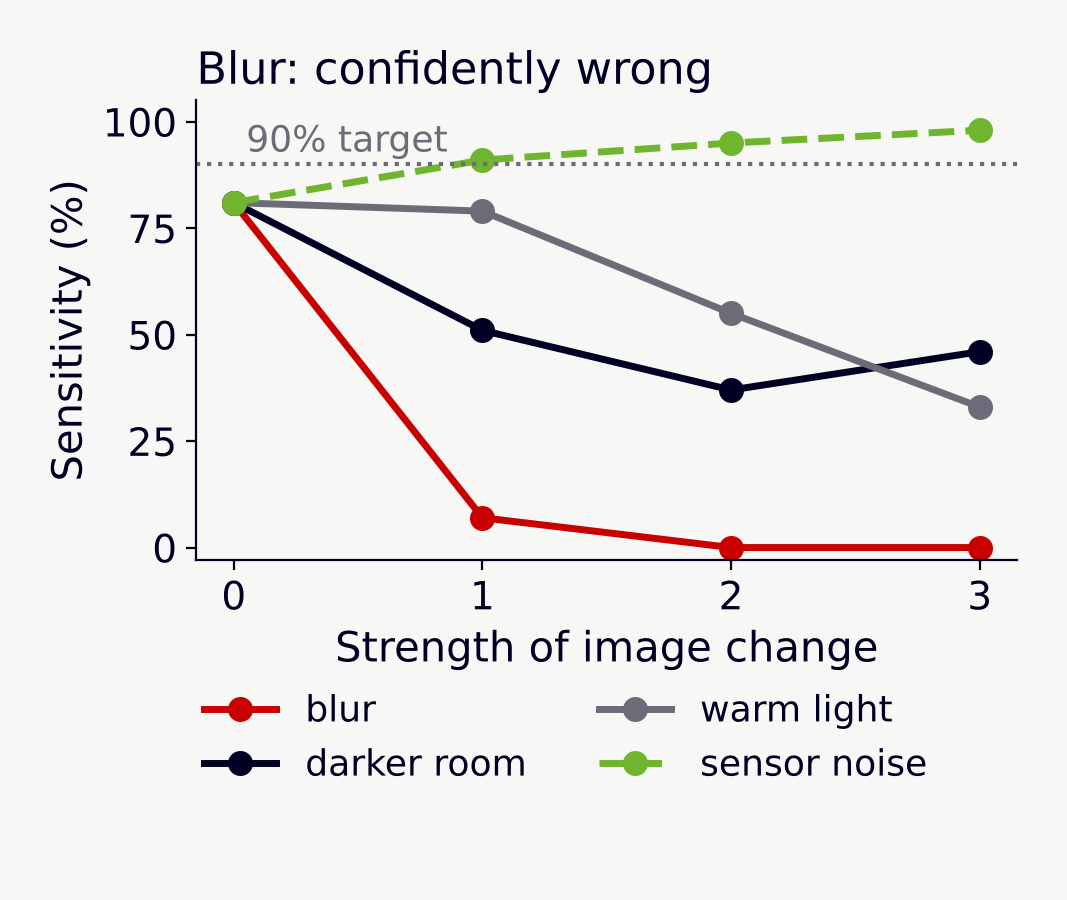 Blur: confidently wrong
100
90% target
75
50
25
0
Sensitivity (%)
0 1 2 3
Strength of image change
blur
warm light
darker room
sensor noise